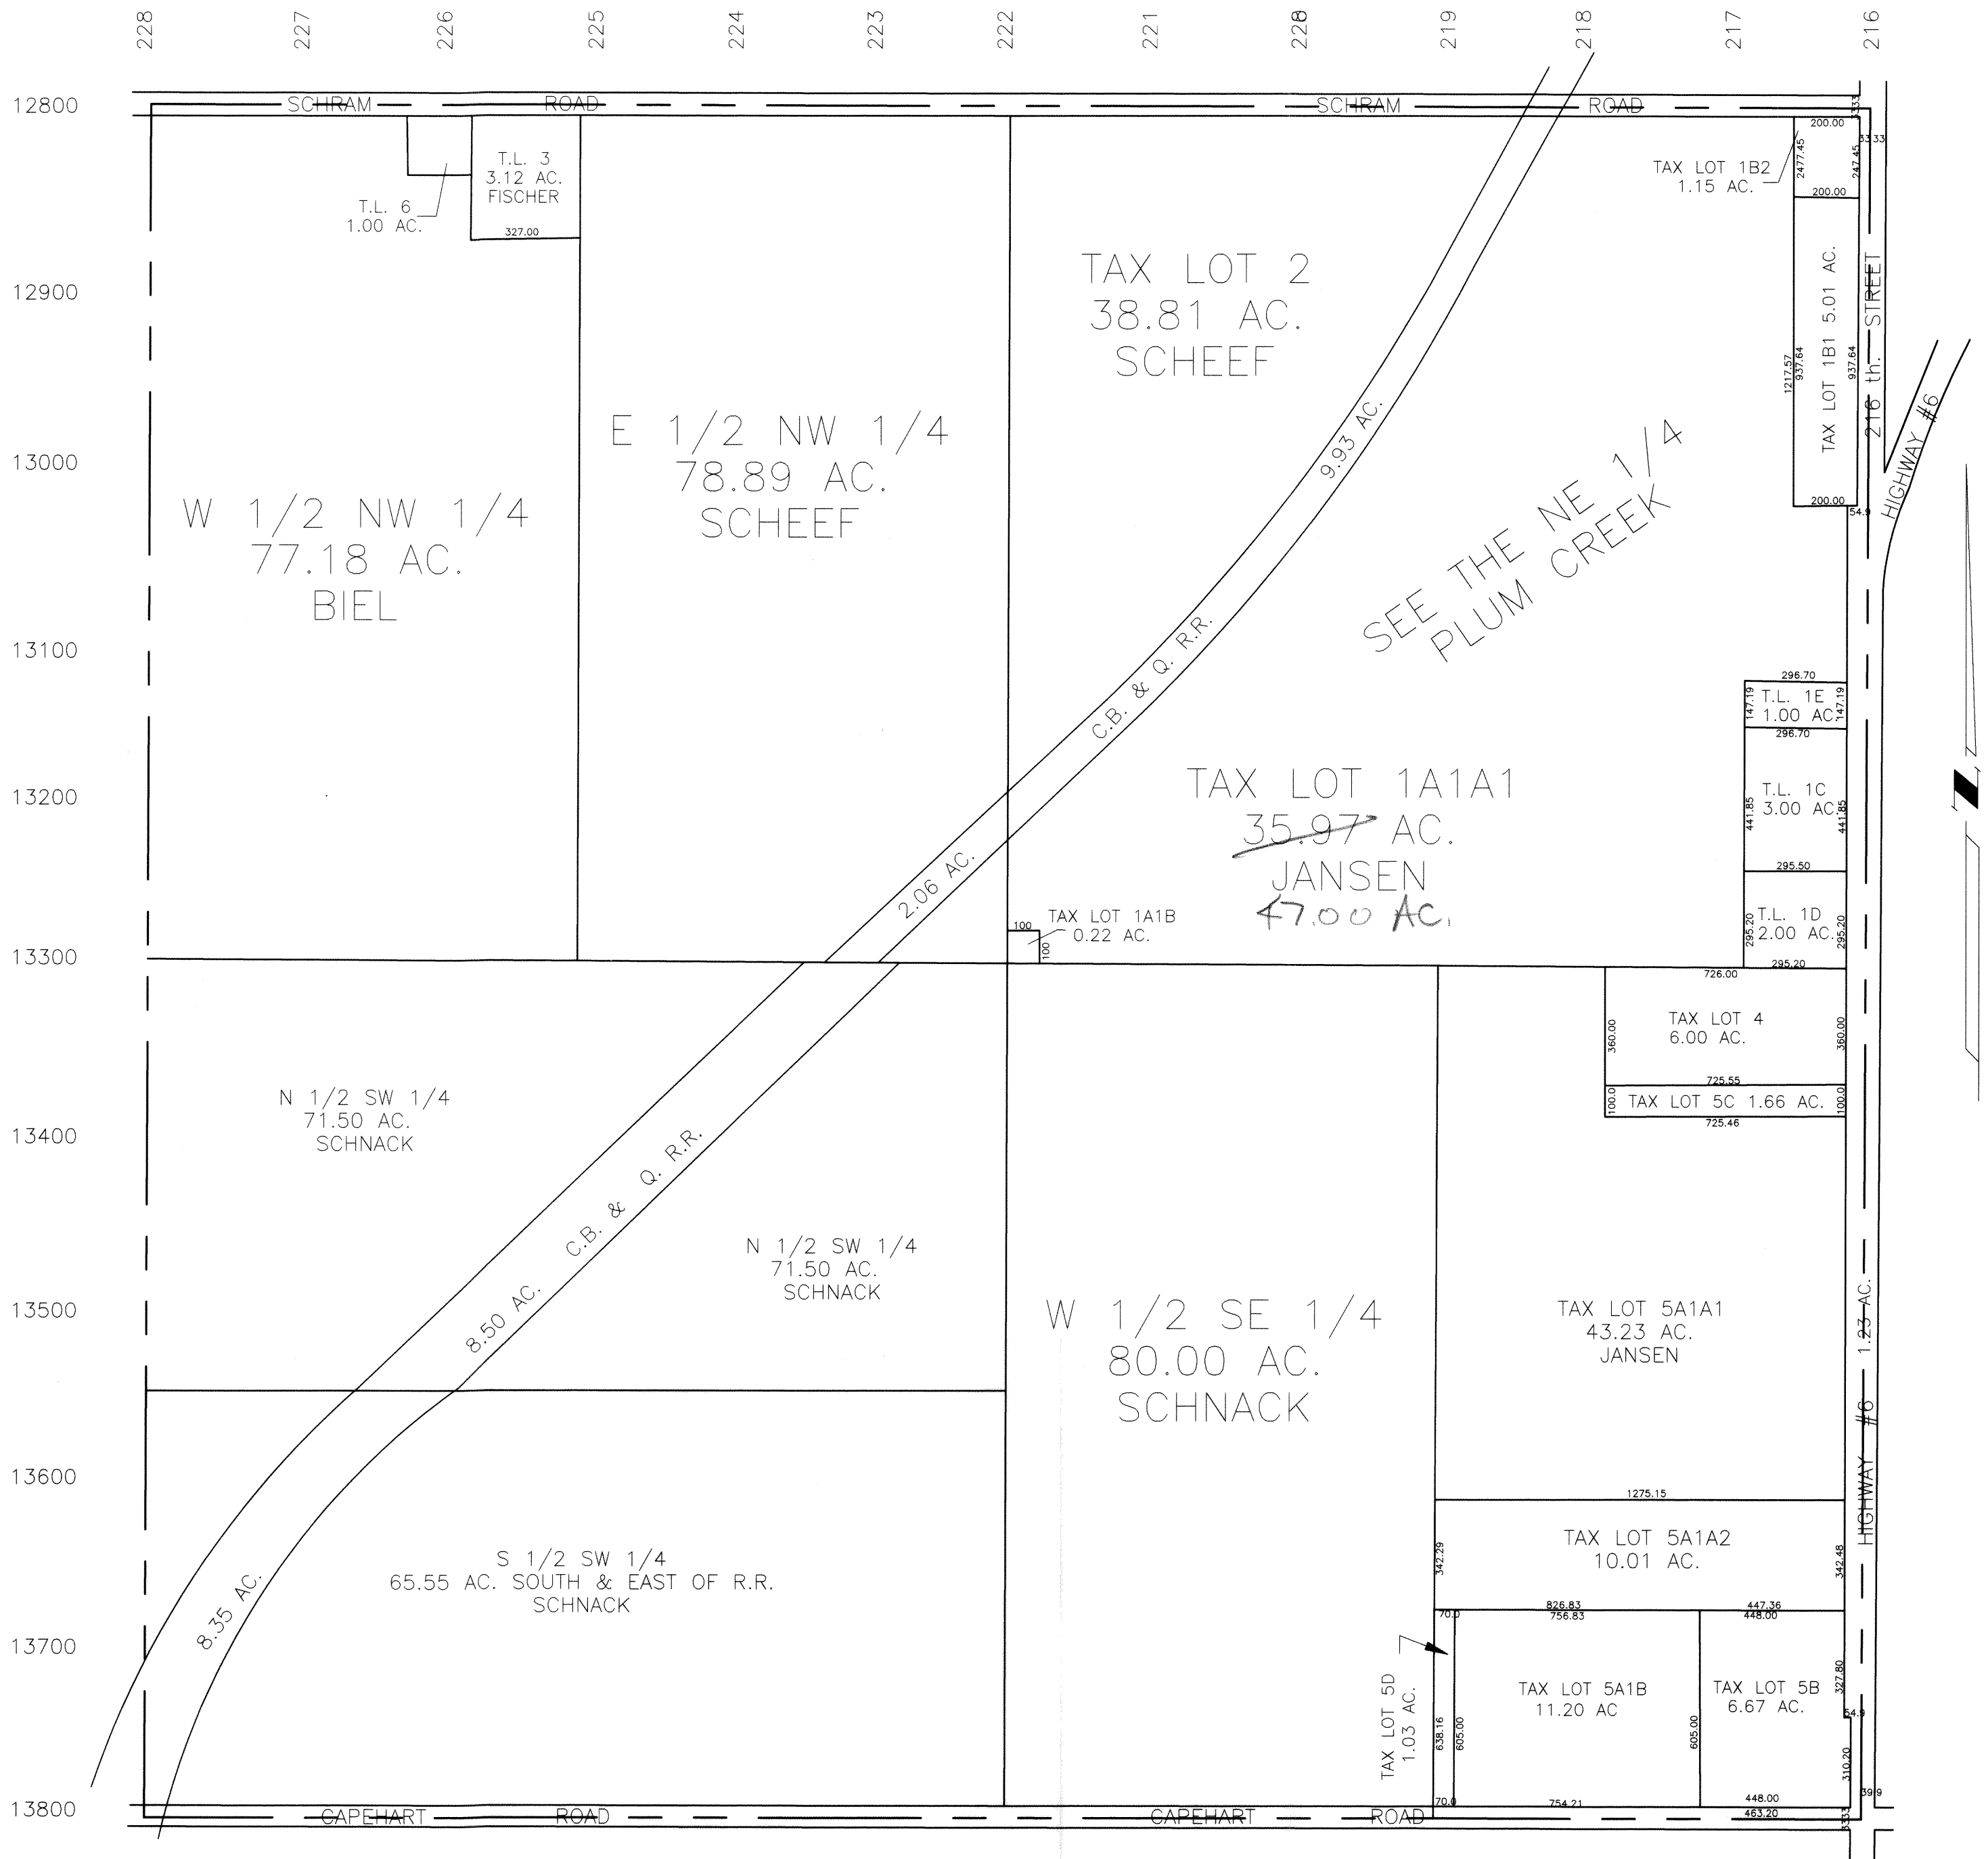 228 227 226 225 224 223 222 221 220 219 218 217 216
12800
12900
13000
13100
13200
13300
13400
13500
13600
13700
13800
SCHRAM ROAD SCHRAM ROAD
3333
33.33
T.L. 6
1.00 AC.
T.L. 3
3.12 AC.
FISCHER
327.00
W 1/2 NW 1/4
77.18 AC.
BIEL
E 1/2 NW 1/4
78.89 AC.
SCHEEF
TAX LOT 2
38.81 AC.
SCHEEF
9.93 AC.
C.B. & Q. R.R.
2.06 AC.
SEE THE NE 1/4
PLUM CREEK
TAX LOT 1B2
1.15 AC.
200.00
2477.45
247.45
200.00
TAX LOT 1B1 5.01 AC.
1217.57
937.64
937.64
200.00
54.9
216 th. STREET
HIGHWAY #6
TAX LOT 1A1A1
35.97 AC.
JANSEN
47.00 AC.
TAX LOT 1A1B
0.22 AC.
100
100
296.70
T.L. 1E
1.00 AC.
147.19
147.19
296.70
T.L. 1C
3.00 AC.
441.85
441.85
295.50
T.L. 1D
2.00 AC.
295.20
295.20
295.20
N 1/2 SW 1/4
71.50 AC.
SCHNACK
C.B. & Q. R.R.
8.50 AC.
N 1/2 SW 1/4
71.50 AC.
SCHNACK
8.35 AC.
S 1/2 SW 1/4
65.55 AC. SOUTH & EAST OF R.R.
SCHNACK
W 1/2 SE 1/4
80.00 AC.
SCHNACK
726.00
TAX LOT 4
6.00 AC.
360.00
360.00
725.55
TAX LOT 5C 1.66 AC.
100.0
100.0
725.46
TAX LOT 5A1A1
43.23 AC.
JANSEN
HIGHWAY #6 1.23 AC.
1275.15
TAX LOT 5A1A2
10.01 AC.
342.29
342.48
826.83
447.36
70.0
756.83
448.00
TAX LOT 5D
1.03 AC.
638.16
605.00
TAX LOT 5A1B
11.20 AC
605.00
TAX LOT 5B
6.67 AC.
327.80
54.9
310.20
39.9
70.0
754.21
448.00
463.20
3333
CAPEHART ROAD CAPEHART ROAD
Z